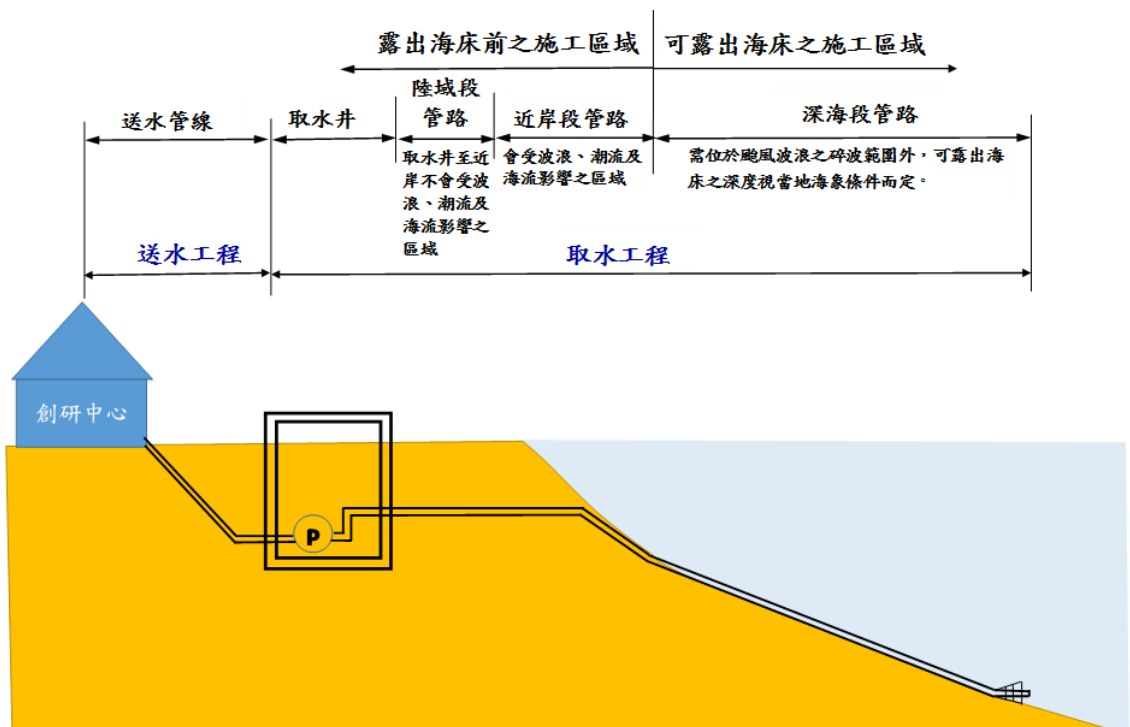 露出海床前之施工區域
可露出海床之施工區域
送水管線
取水井
陸域段
管路
近岸段管路
深海段管路
取水井至近
岸不會受波
浪、潮流及
海流影響之
區域
會受波浪、潮流及
海流影響之區域
需位於颱風波浪之碎波範圍外，可露出海
床之深度視當地海象條件而定。
送水工程
取水工程
創研中心
P